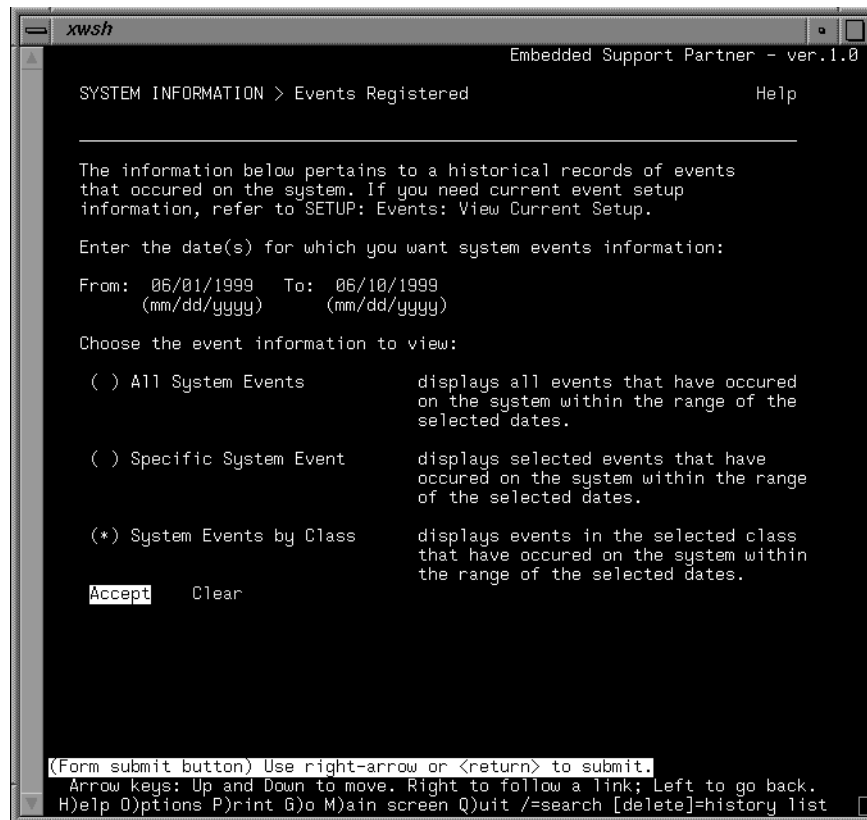 xwsh
Embedded Support Partner - ver.1.0
SYSTEM INFORMATION > Events Registered Help
The information below pertains to a historical records of events
that occured on the system. If you need current event setup
information, refer to SETUP: Events: View Current Setup.
Enter the date(s) for which you want system events information:
From: 06/01/1999 To: 06/10/1999
(mm/dd/yyyy) (mm/dd/yyyy)
Choose the event information to view:
( ) All System Events displays all events that have occured
on the system within the range of the
selected dates.
( ) Specific System Event displays selected events that have
occured on the system within the range
of the selected dates.
(*) System Events by Class displays events in the selected class
that have occured on the system within
the range of the selected dates.
Accept Clear
(Form submit button) Use right-arrow or <return> to submit.
Arrow keys: Up and Down to move. Right to follow a link; Left to go back.
H)elp O)ptions P)rint G)o M)ain screen Q)uit /=search [delete]=history list